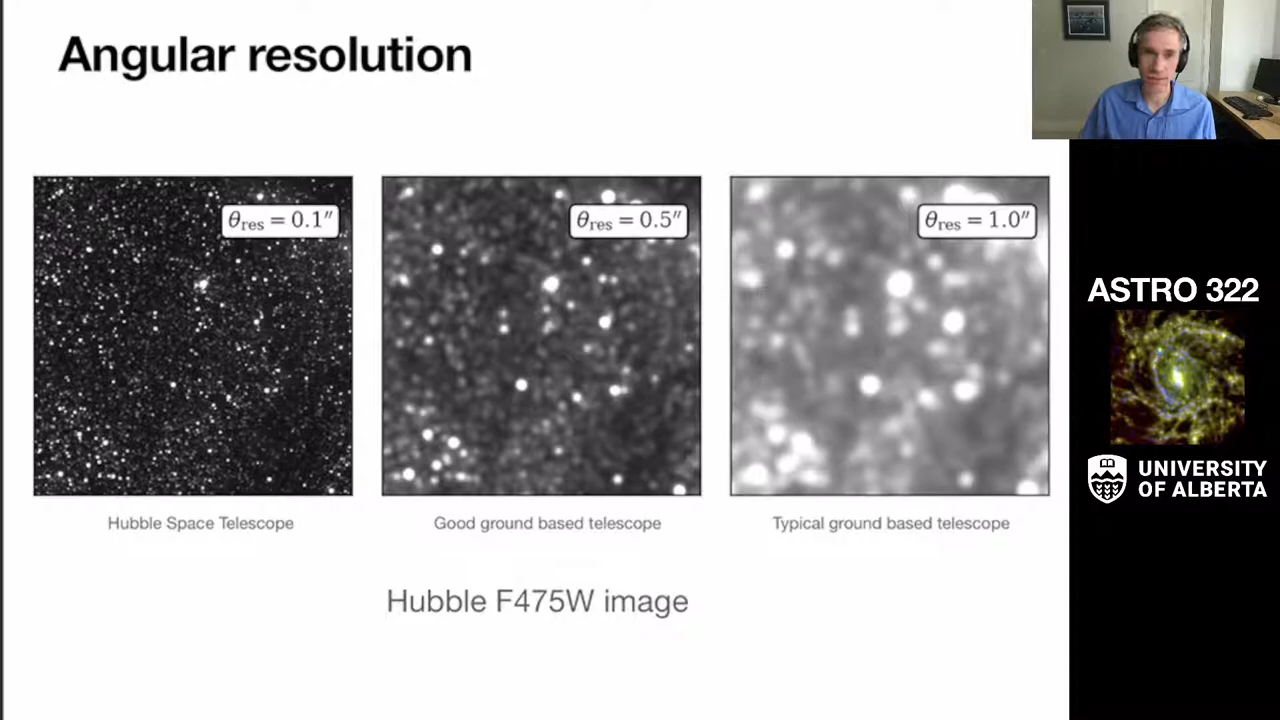 Angular resolution
θres = 0.1″
θres = 0.5″
θres = 1.0″
Hubble Space Telescope
Good ground based telescope
Typical ground based telescope
Hubble F475W image
ASTRO 322
UNIVERSITY
OF ALBERTA